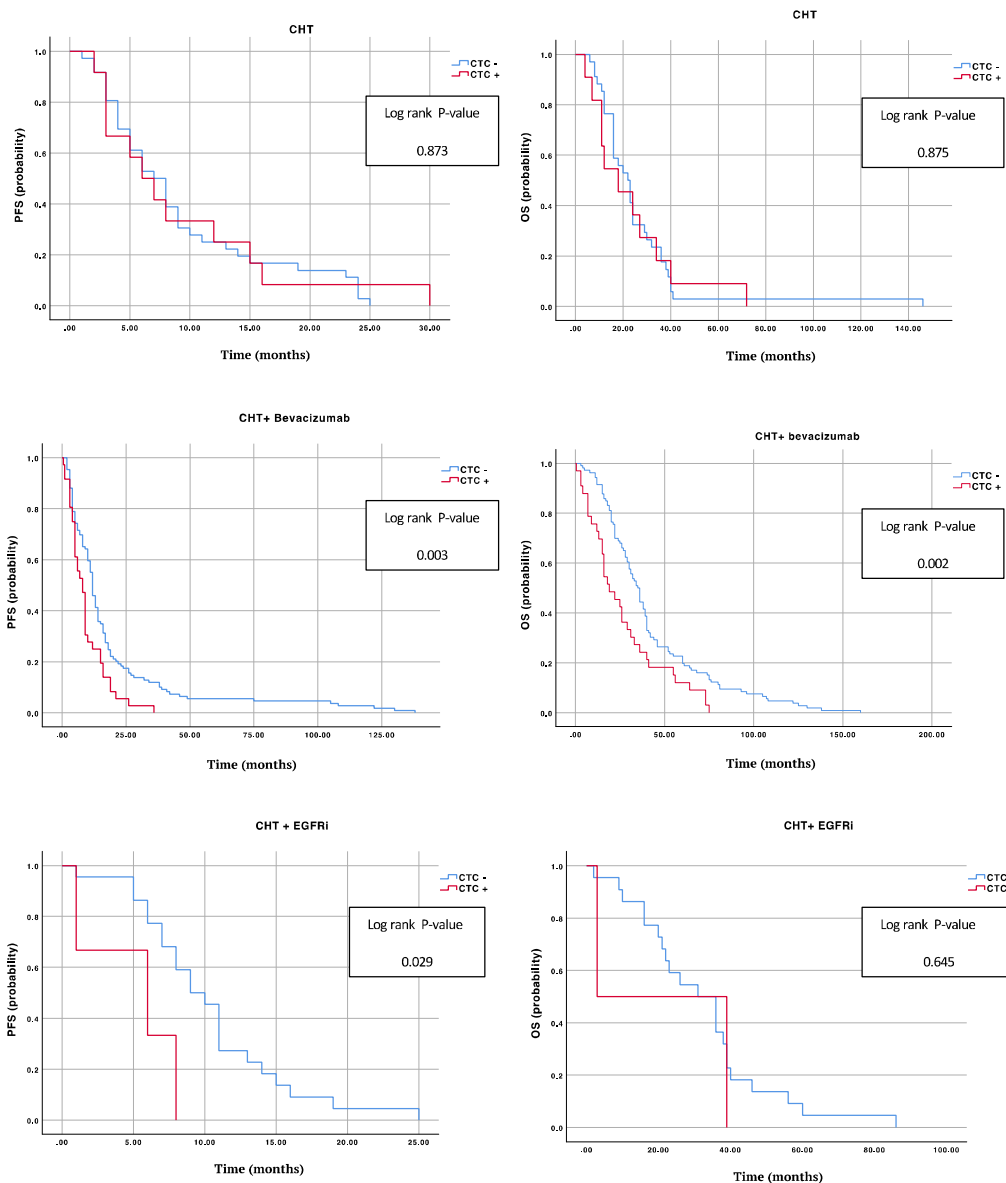 CHT
1.0
0.8
0.6
0.4
0.2
0.0
PFS (probability)
CTC -
CTC +
Log rank P-value
0.873
.00 5.00 10.00 15.00 20.00 25.00 30.00
Time (months)
CHT
1.0
0.8
0.6
0.4
0.2
0.0
OS (probability)
CTC -
CTC +
Log rank P-value
0.875
.00 20.00 40.00 60.00 80.00 100.00 120.00 140.00
Time (months)
CHT+ Bevacizumab
1.0
0.8
0.6
0.4
0.2
0.0
PFS (probability)
CTC -
CTC +
Log rank P-value
0.003
.00 25.00 50.00 75.00 100.00 125.00
Time (months)
CHT+ bevacizumab
1.0
0.8
0.6
0.4
0.2
0.0
OS (probability)
CTC -
CTC +
Log rank P-value
0.002
.00 50.00 100.00 150.00 200.00
Time (months)
CHT + EGFRi
1.0
0.8
0.6
0.4
0.2
0.0
PFS (probability)
CTC -
CTC +
Log rank P-value
0.029
.00 5.00 10.00 15.00 20.00 25.00
Time (months)
CHT+ EGFRi
1.0
0.8
0.6
0.4
0.2
0.0
OS (probability)
CTC
CTC
Log rank P-value
0.645
.00 20.00 40.00 60.00 80.00 100.00
Time (months)